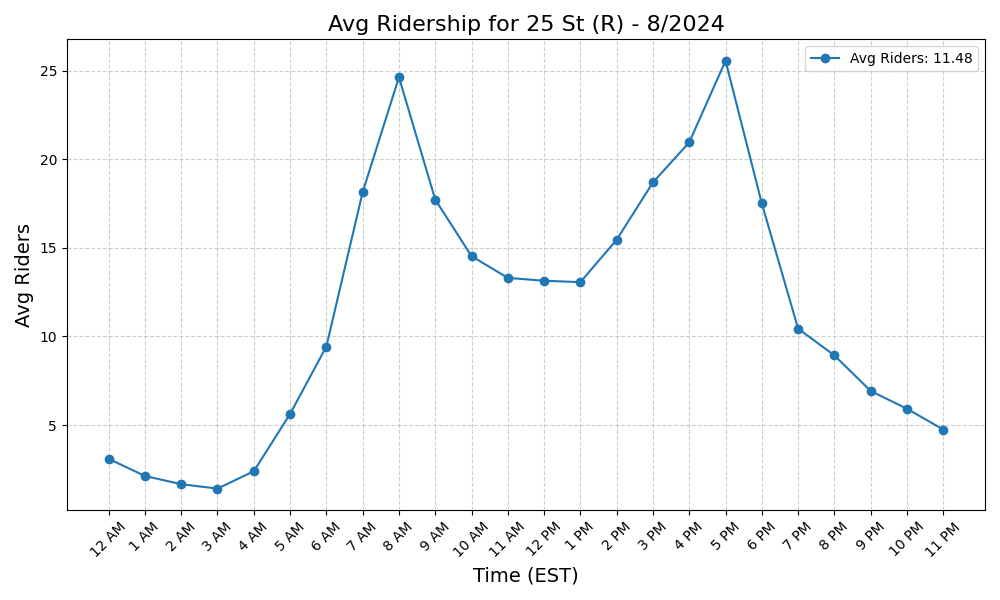 Avg Ridership for 25 St (R) - 8/2024
Avg Riders: 11.48
Avg Riders
25
20
15
10
5
12 AM
1 AM
2 AM
3 AM
4 AM
5 AM
6 AM
7 AM
8 AM
9 AM
10 AM
11 AM
12 PM
1 PM
2 PM
3 PM
4 PM
5 PM
6 PM
7 PM
8 PM
9 PM
10 PM
11 PM
Time (EST)